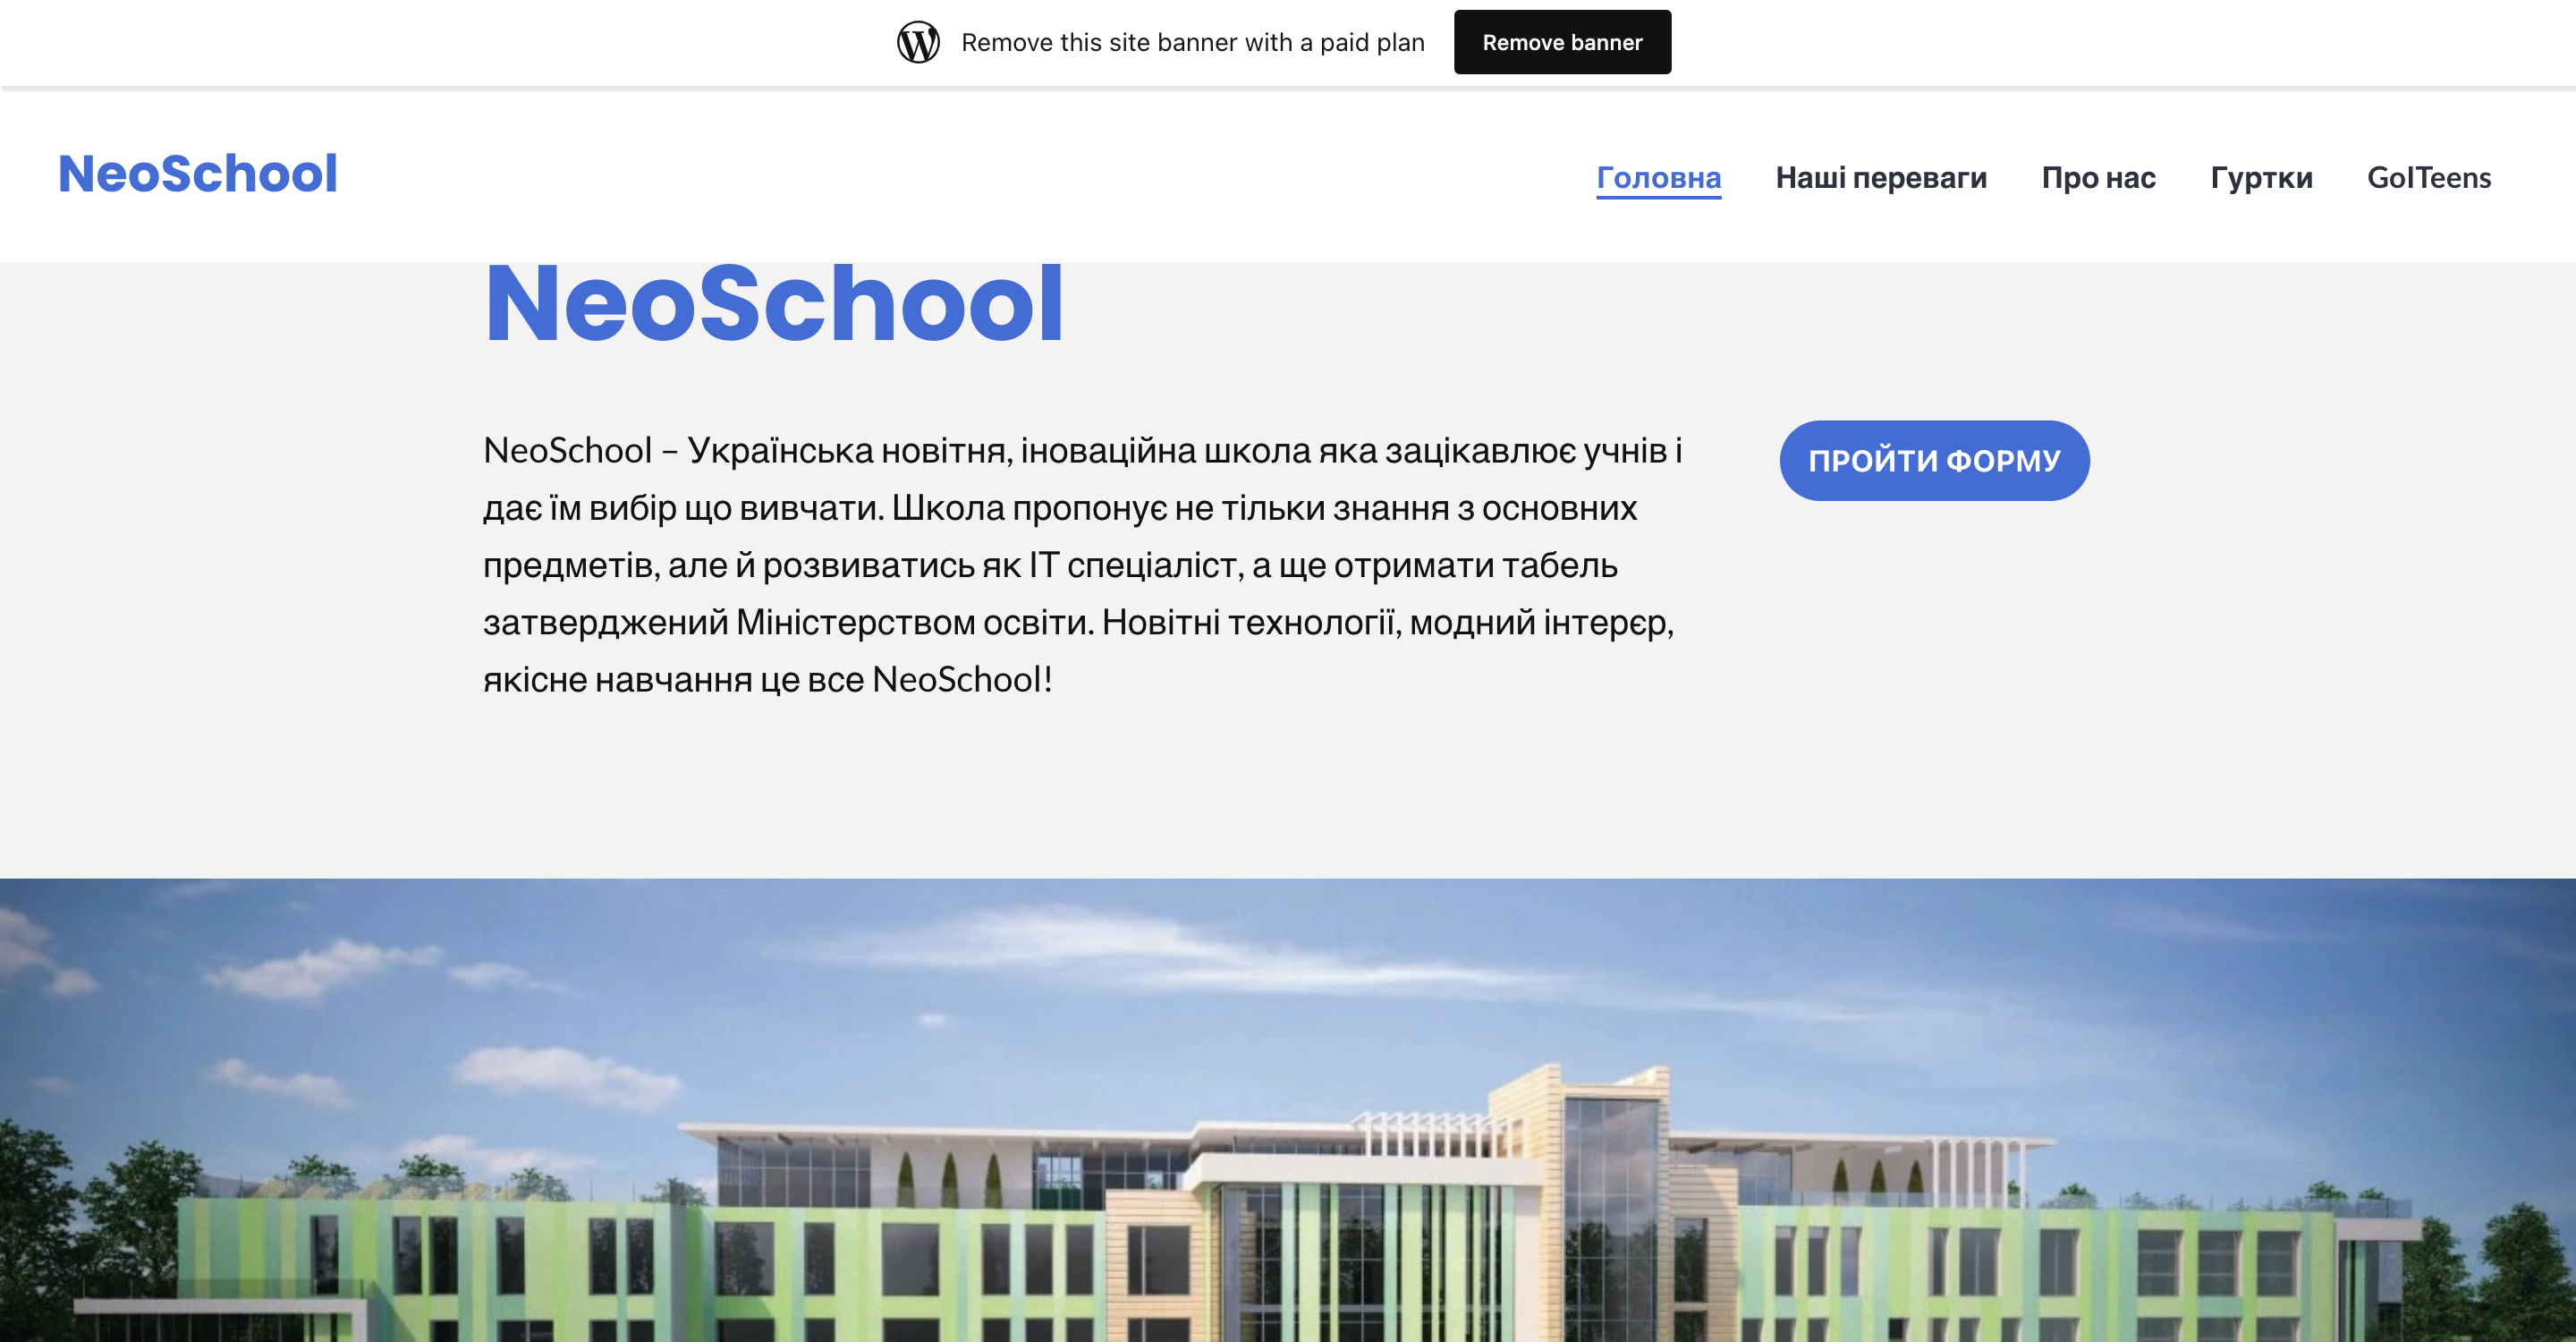 Remove this site banner with a paid plan
Remove banner
NeoSchool
Головна
Наші переваги
Про нас
Гуртки
GoITeens
NeoSchool
NeoSchool – Українська новітня, іноваційна школа яка зацікавлює учнів і
дає їм вибір що вивчати. Школа пропонує не тільки знання з основних
предметів, але й розвиватись як IT спеціаліст, а ще отримати табель
затверджений Міністерством освіти. Новітні технології, модний інтерєр,
якісне навчання це все NeoSchool!
ПРОЙТИ ФОРМУ